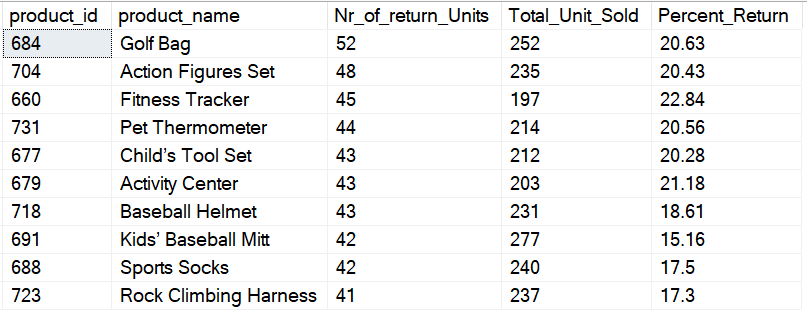 product_id product_name Nr_of_return_Units Total_Unit_Sold Percent_Return
684 Golf Bag 52 252 20.63
704 Action Figures Set 48 235 20.43
660 Fitness Tracker 45 197 22.84
731 Pet Thermometer 44 214 20.56
677 Child’s Tool Set 43 212 20.28
679 Activity Center 43 203 21.18
718 Baseball Helmet 43 231 18.61
691 Kids’ Baseball Mitt 42 277 15.16
688 Sports Socks 42 240 17.5
723 Rock Climbing Harness 41 237 17.3